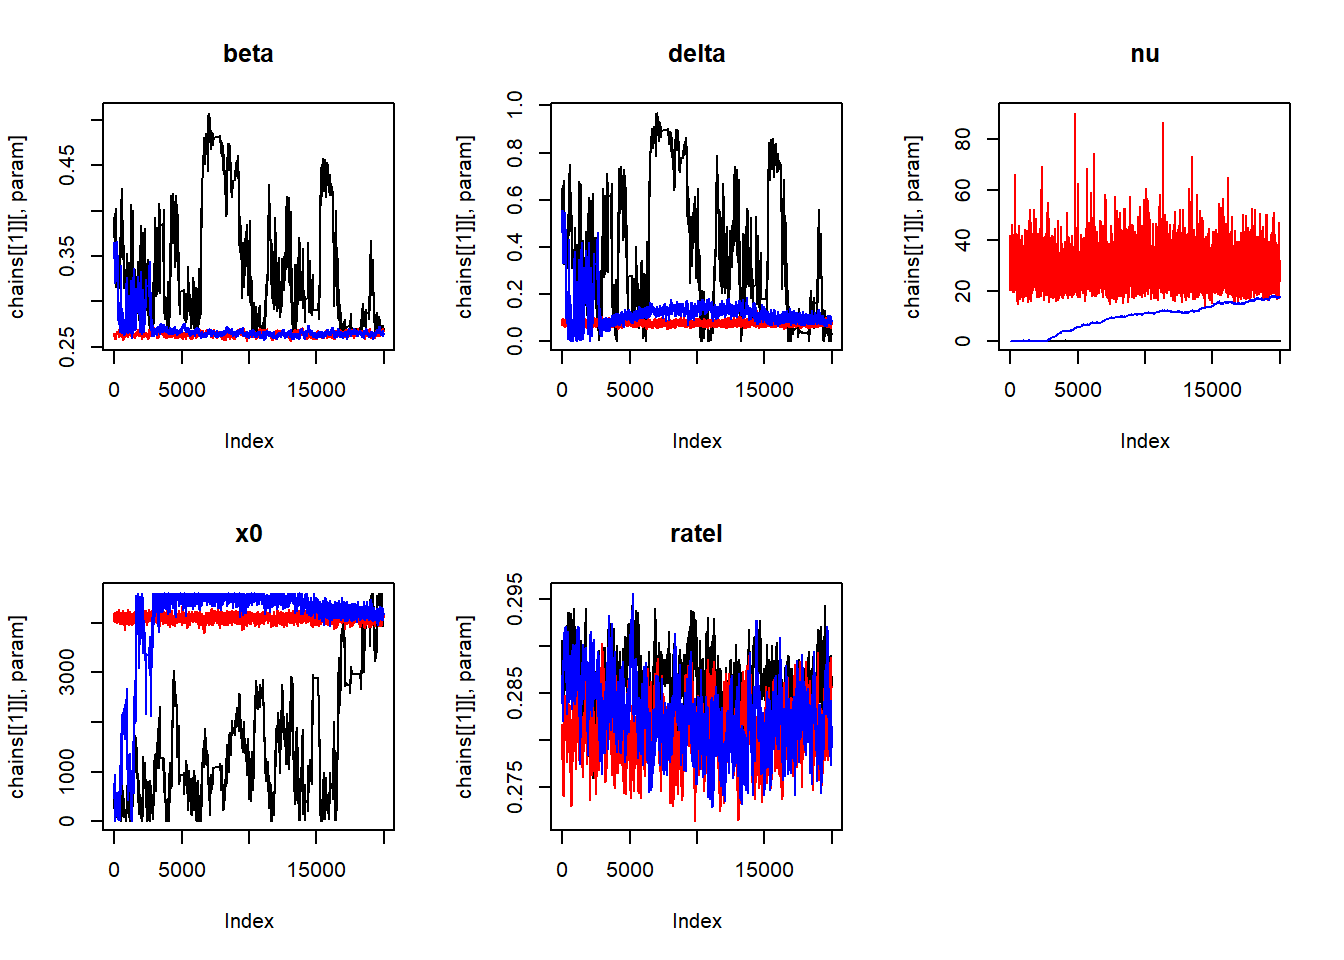 beta
chains[[1]][, param]
0.25 0.35 0.45
0 5000 15000
Index
delta
chains[[1]][, param]
0.0 0.2 0.4 0.6 0.8 1.0
0 5000 15000
Index
nu
chains[[1]][, param]
0 20 40 60 80
0 5000 15000
Index
x0
chains[[1]][, param]
0 1000 3000
0 5000 15000
Index
rateI
chains[[1]][, param]
0.275 0.285 0.295
0 5000 15000
Index